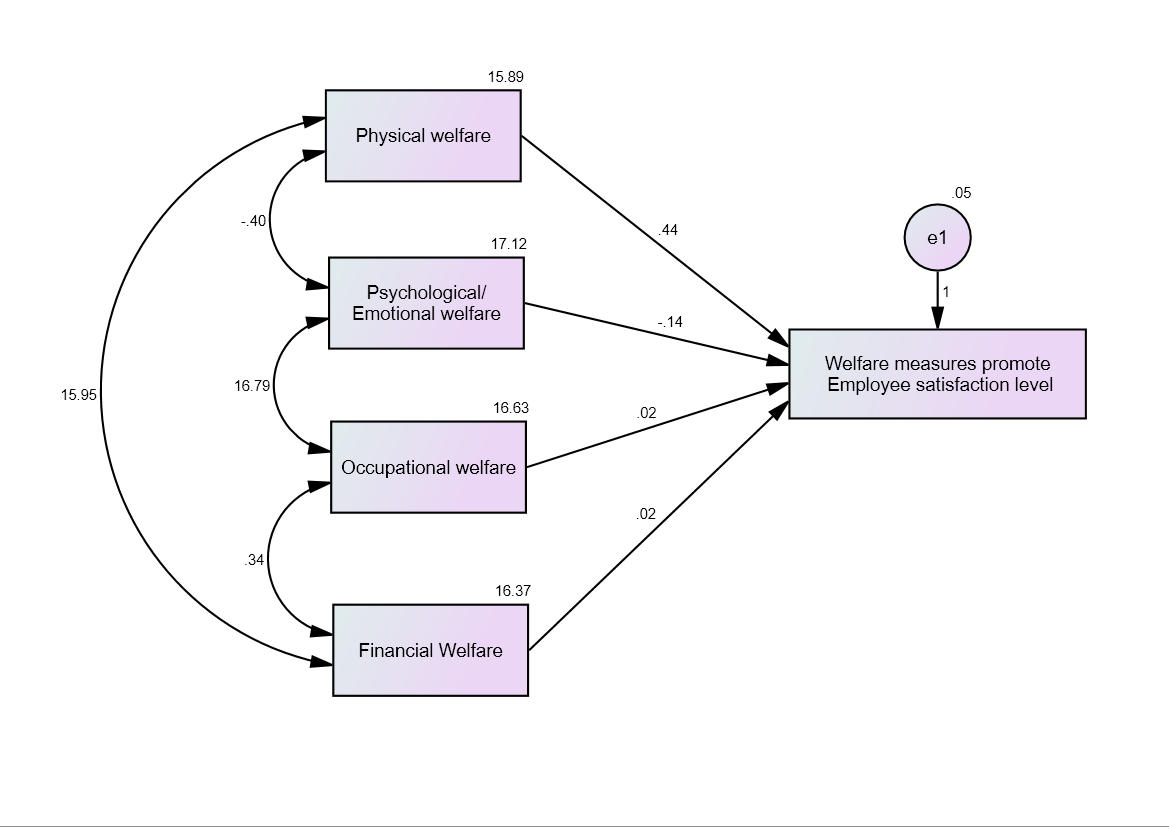 15.89
Physical welfare
.05
e1
-.40
.44
17.12
1
Psychological/
Emotional welfare
-.14
Welfare measures promote
Employee satisfaction level
16.79
15.95
16.63
.02
Occupational welfare
.02
.34
16.37
Financial Welfare